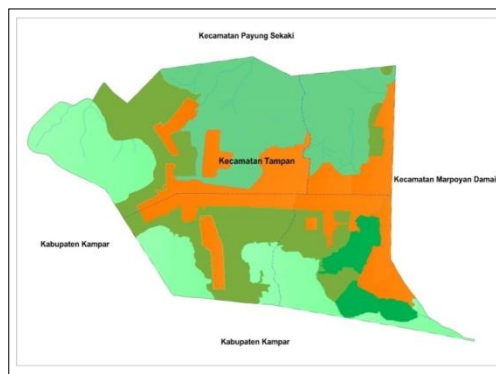 Kecamatan Payung Sekaki
Kecamatan Tampan
Kecamatan Marpoyan Damai
Kabupaten Kampar
Kabupaten Kampar